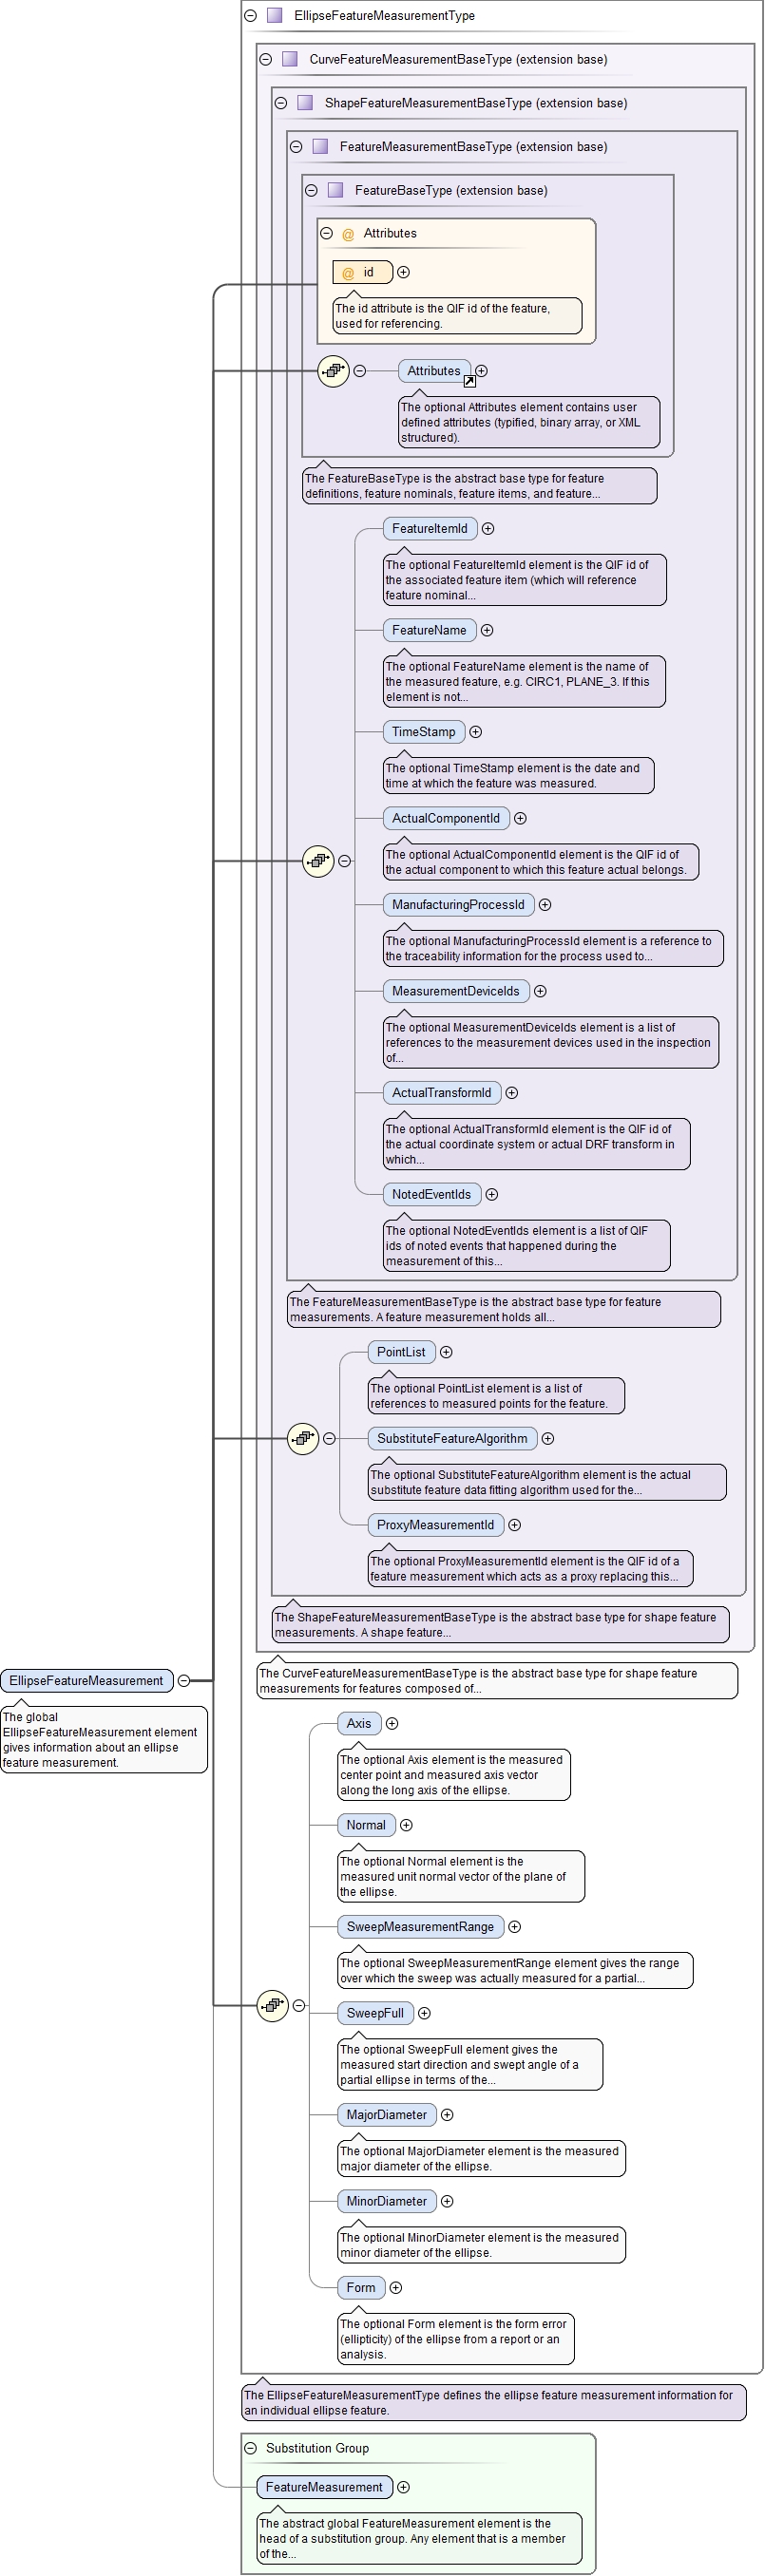 EllipseFeatureMeasurementType
CurveFeatureMeasurementBaseType (extension base)
ShapeFeatureMeasurementBaseType (extension base)
FeatureMeasurementBaseType (extension base)
FeatureBaseType (extension base)
@ Attributes
@ id
The id attribute is the QIF id of the feature,
used for referencing.
Attributes
The optional Attributes element contains user
defined attributes (typified, binary array, or XML
structured).
The FeatureBaseType is the abstract base type for feature
definitions, feature nominals, feature items, and feature...
FeatureItemId
The optional FeatureItemId element is the QIF id of
the associated feature item (which will reference
feature nominal...
FeatureName
The optional FeatureName element is the name of
the measured feature, e.g. CIRC1, PLANE_3. If this
element is not...
TimeStamp
The optional TimeStamp element is the date and
time at which the feature was measured.
ActualComponentId
The optional ActualComponentId element is the QIF id of
the actual component to which this feature actual belongs.
ManufacturingProcessId
The optional ManufacturingProcessId element is a reference to
the traceability information for the process used to...
MeasurementDeviceIds
The optional MeasurementDeviceIds element is a list of
references to the measurement devices used in the inspection
of...
ActualTransformId
The optional ActualTransformId element is the QIF id of
the actual coordinate system or actual DRF transform in
which...
NotedEventIds
The optional NotedEventIds element is a list of QIF
ids of noted events that happened during the
measurement of this...
The FeatureMeasurementBaseType is the abstract base type for feature
measurements. A feature measurement holds all...
PointList
The optional PointList element is a list of
references to measured points for the feature.
SubstituteFeatureAlgorithm
The optional SubstituteFeatureAlgorithm element is the actual
substitute feature data fitting algorithm used for the...
ProxyMeasurementId
The optional ProxyMeasurementId element is the QIF id of a
feature measurement which acts as a proxy replacing this...
The ShapeFeatureMeasurementBaseType is the abstract base type for shape feature
measurements. A shape feature...
The CurveFeatureMeasurementBaseType is the abstract base type for shape feature
measurements for features composed of...
EllipseFeatureMeasurement
The global
EllipseFeatureMeasurement element
gives information about an ellipse
feature measurement.
Axis
The optional Axis element is the measured
center point and measured axis vector
along the long axis of the ellipse.
Normal
The optional Normal element is the
measured unit normal vector of the plane of
the ellipse.
SweepMeasurementRange
The optional SweepMeasurementRange element gives the range
over which the sweep was actually measured for a partial...
SweepFull
The optional SweepFull element gives the
measured start direction and swept angle of a
partial ellipse in terms of the...
MajorDiameter
The optional MajorDiameter element is the measured
major diameter of the ellipse.
MinorDiameter
The optional MinorDiameter element is the measured
minor diameter of the ellipse.
Form
The optional Form element is the form error
(ellipticity) of the ellipse from a report or an
analysis.
The EllipseFeatureMeasurementType defines the ellipse feature measurement information for
an individual ellipse feature.
Substitution Group
FeatureMeasurement
The abstract global FeatureMeasurement element is the
head of a substitution group. Any element that is a member
of the...